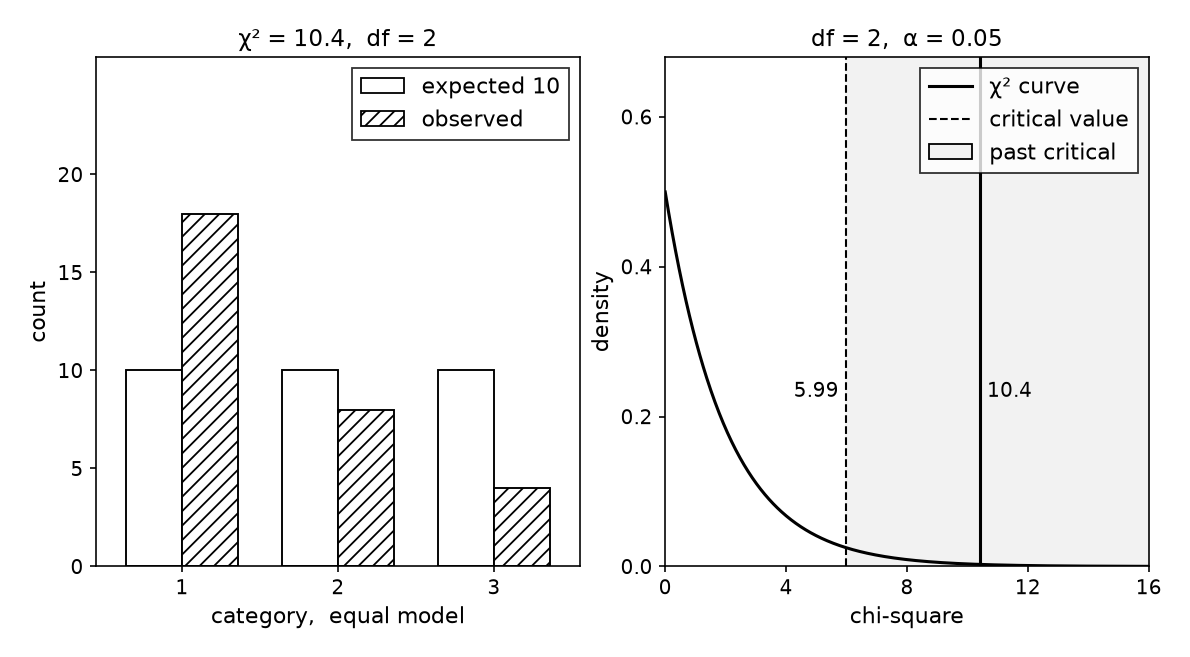 χ² = 10.4,  df = 2
expected 10
observed
20
15
10
5
0
count
1 2 3
category,  equal model
df = 2,  α = 0.05
χ² curve
critical value
past critical
0.6
0.4
0.2
0.0
density
5.99
10.4
0 4 8 12 16
chi-square